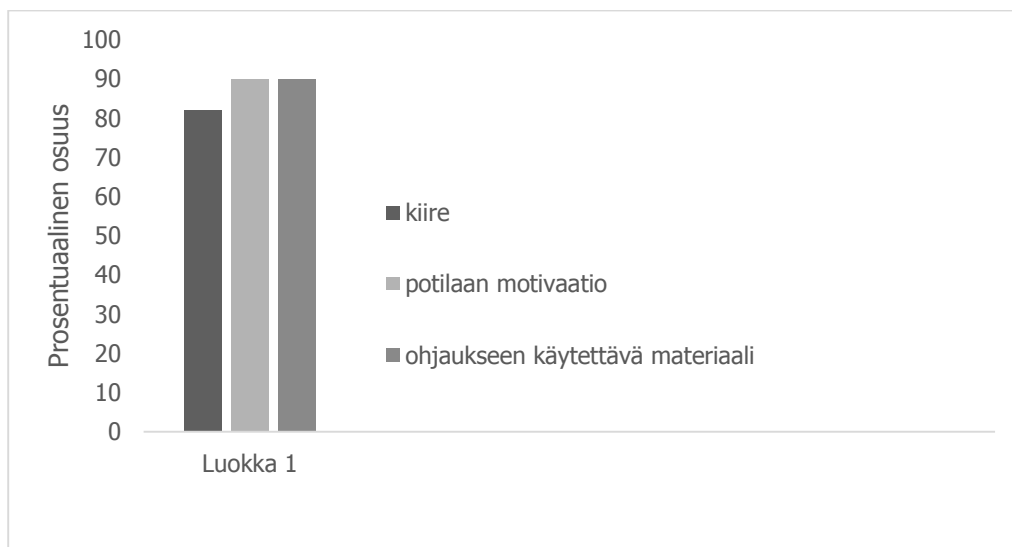 Prosentuaalinen osuus
100
90
80
70
60
50
40
30
20
10
0
Luokka 1
kiire
potilaan motivaatio
ohjaukseen käytettävä materiaali